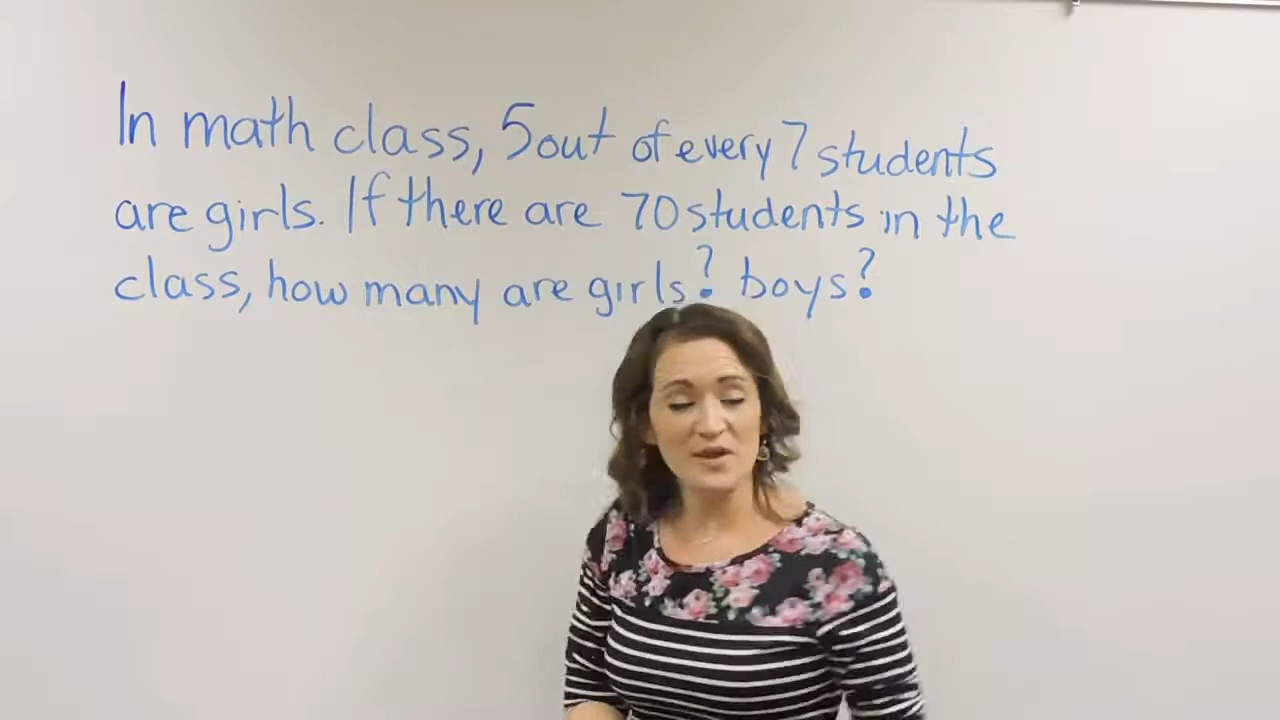 In math class, 5 out of every 7 students
are girls. If there are 70 students in the
class, how many are girls? boys?